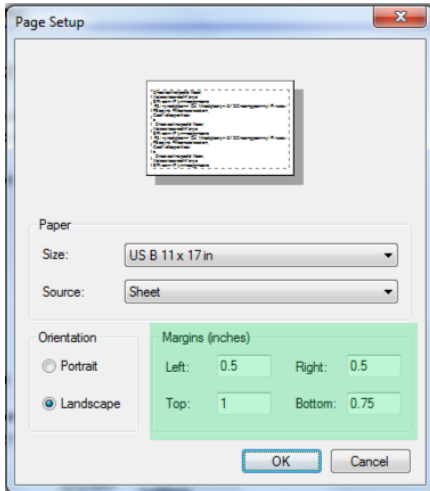 Page Setup
Paper
Size: US B 11 x 17 in
Source: Sheet
Orientation
Portrait
Landscape
Margins (inches)
Left: 0.5 Right: 0.5
Top: 1 Bottom: 0.75
OK Cancel